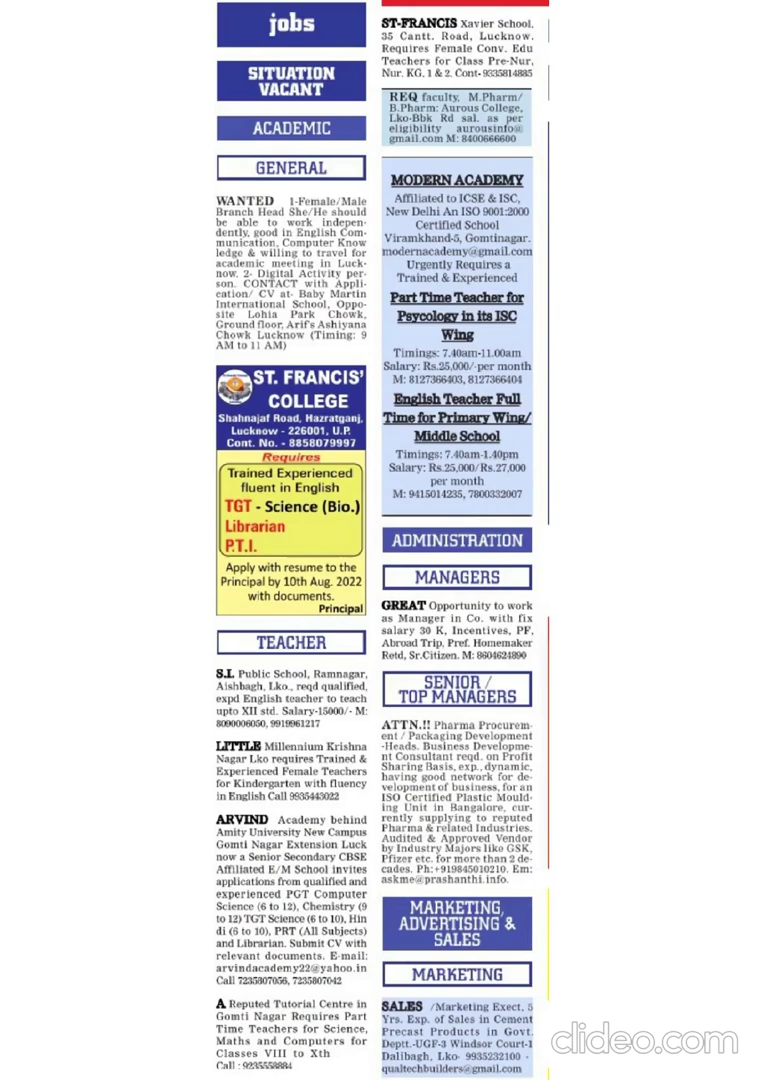 jobs
SITUATION
VACANT
ACADEMIC
GENERAL
WANTED 1-Female/Male
Branch Head She/He should
be able to work indepen-
dently, good in English Com-
munication, Computer Know
ledge & willing to travel for
academic meeting in Luck-
now. 2- Digital Activity per-
son. CONTACT with Appli-
cation/ CV at- Baby Martin
International School, Oppo-
site Lohia Park Chowk,
Ground floor, Arif's Ashiyana
Chowk Lucknow (Timing: 9
AM to 11 AM)
ST. FRANCIS'
COLLEGE
Shahnajaf Road, Hazratganj,
Lucknow - 226001, U.P.
Cont. No. - 8858079997
Requires
Trained Experienced
fluent in English
TGT - Science (Bio.)
Librarian
P.T.I.
Apply with resume to the
Principal by 10th Aug. 2022
with documents.
Principal
TEACHER
S.I. Public School, Ramnagar,
Aishbagh, Lko., reqd qualified,
expd English teacher to teach
upto XII std. Salary-15000/- M:
8090006050, 9919961217
LITTLE Millennium Krishna
Nagar Lko requires Trained &
Experienced Female Teachers
for Kindergarten with fluency
in English Call 9935443022
ARVIND Academy behind
Amity University New Campus
Gomti Nagar Extension Luck
now a Senior Secondary CBSE
Affiliated E/M School invites
applications from qualified and
experienced PGT Computer
Science (6 to 12), Chemistry (9
to 12) TGT Science (6 to 10), Hin
di (6 to 10), PRT (All Subjects)
and Librarian. Submit CV with
relevant documents. E-mail:
arvindacademy22@yahoo.in
Call 7235807056, 7235807042
A Reputed Tutorial Centre in
Gomti Nagar Requires Part
Time Teachers for Science,
Maths and Computers for
Classes VIII to Xth
Call : 9235558884
ST-FRANCIS Xavier School,
35 Cantt. Road, Lucknow.
Requires Female Conv. Edu
Teachers for Class Pre-Nur,
Nur, KG, 1 & 2. Cont- 9335814885
REQ faculty, M.Pharm/
B.Pharm: Aurous College,
Lko-Bbk Rd sal. as per
eligibility aurousinfo@
gmail.com M: 8400666600
MODERN ACADEMY
Affiliated to ICSE & ISC,
New Delhi An ISO 9001:2000
Certified School
Viramkhand-5, Gomtinagar.
modernacademy@gmail.com
Urgently Requires a
Trained & Experienced
Part Time Teacher for
Psycology in its ISC
Wing
Timings: 7.40am-11.00am
Salary: Rs.25,000/-per month
M: 8127366403, 8127366404
English Teacher Full
Time for Primary Wing/
Middle School
Timings: 7.40am-1.40pm
Salary: Rs.25,000/Rs.27,000
per month
M: 9415014235, 7800332007
ADMINISTRATION
MANAGERS
GREAT Opportunity to work
as Manager in Co. with fix
salary 30 K, Incentives, PF,
Abroad Trip, Pref. Homemaker
Retd, Sr.Citizen. M: 8604624890
SENIOR /
TOP MANAGERS
ATTN.!! Pharma Procurem-
ent / Packaging Development
-Heads. Business Developme-
nt Consultant reqd. on Profit
Sharing Basis, exp., dynamic,
having good network for de-
velopment of business, for an
ISO Certified Plastic Mould-
ing Unit in Bangalore, cur-
rently supplying to reputed
Pharma & related Industries.
Audited & Approved Vendor
by Industry Majors like GSK,
Pfizer etc. for more than 2 de-
cades. Ph:+919845010210. Em:
askme@prashanthi.info.
MARKETING,
ADVERTISING &
SALES
MARKETING
SALES /Marketing Exect, 5
Yrs. Exp. of Sales in Cement
Precast Products in Govt.
Deptt.-UGF-3 Windsor Court-1
Dalibagh, Lko- 9935232100 -
qualtechbuilders@gmail.com
clideo.com